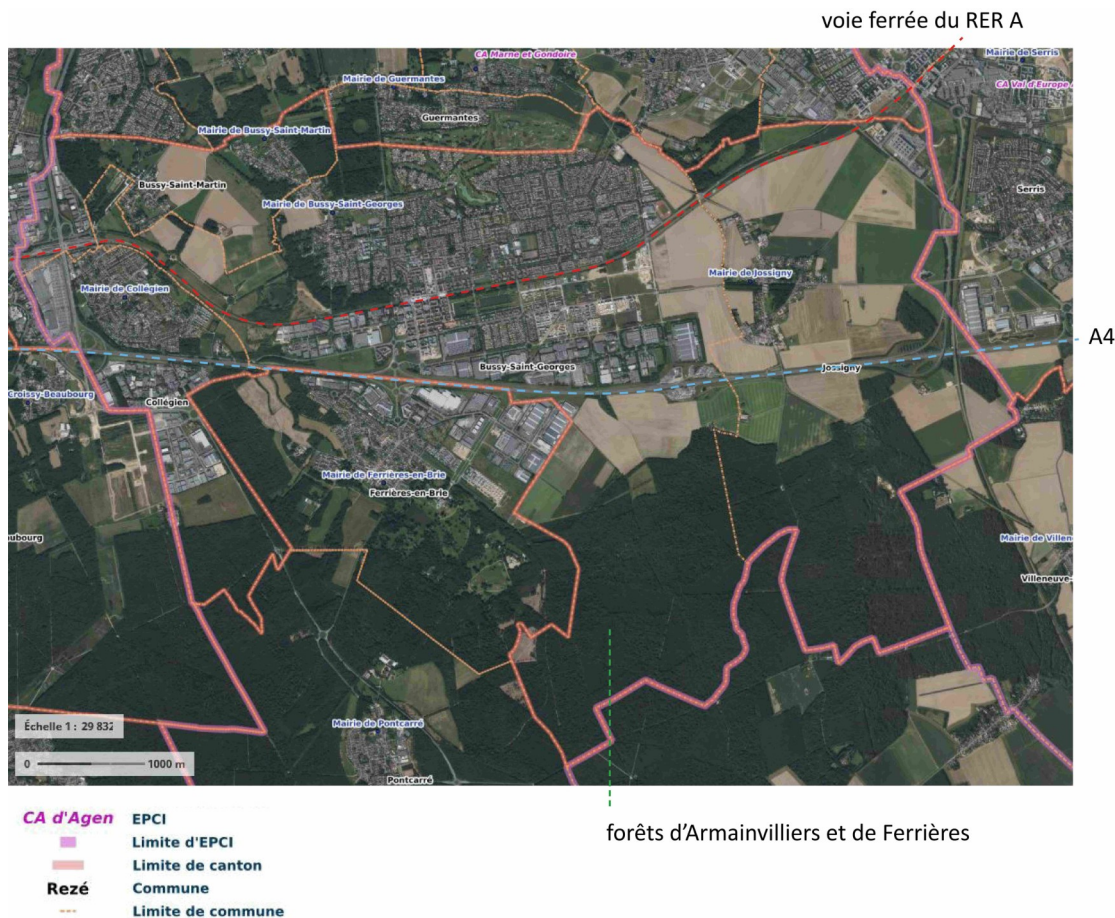 voie ferrée du RER A
CA Marne et Gondoire
Mairie de Serris
Mairie de Guermantes
CA Val d'Europe
Guermantes
Mairie de Bussy-Saint-Martin
Bussy-Saint-Martin
Serris
Mairie de Bussy-Saint-Georges
Mairie de Jossigny
Mairie de Collégien
A4
Bussy-Saint-Georges
Jossigny
Croissy-Beaubourg
Collégien
Mairie de Ferrières-en-Brie
Ferrières-en-Brie
aubourg
Mairie de Villen
Villeneuve-
Échelle 1 : 29 832
Mairie de Pontcarré
0 1000 m
Pontcarré
forêts d'Armainvilliers et de Ferrières
CA d'Agen EPCI
Limite d'EPCI
Limite de canton
Rezé Commune
Limite de commune